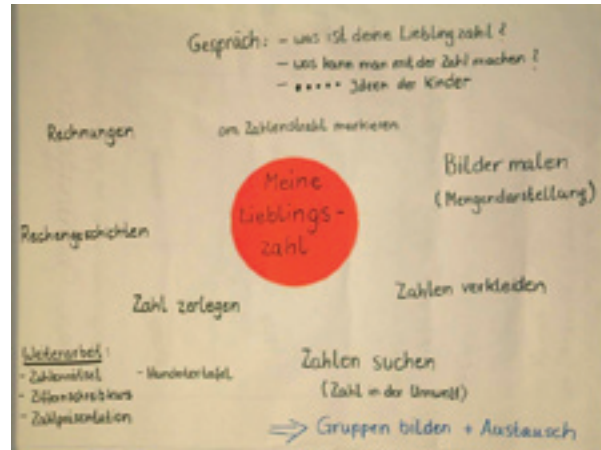 Gespräch: - was ist deine Lieblingzahl?
- was kann man mit der Zahl machen?
- ..... Ideen der Kinder
Rechnungen
am Zahlenstrahl markieren
Bilder malen
(Mengendarstellung)
Meine
Lieblings-
zahl
Rechengeschichten
Zahlen verkleiden
Zahl zerlegen
Weiterarbeit:
- Zahlenrätsel
- Hundertertafel
- Ziffernschreibkurs
- Zahlpräsentation
Zahlen suchen
(Zahl in der Umwelt)
⇒ Gruppen bilden + Austausch